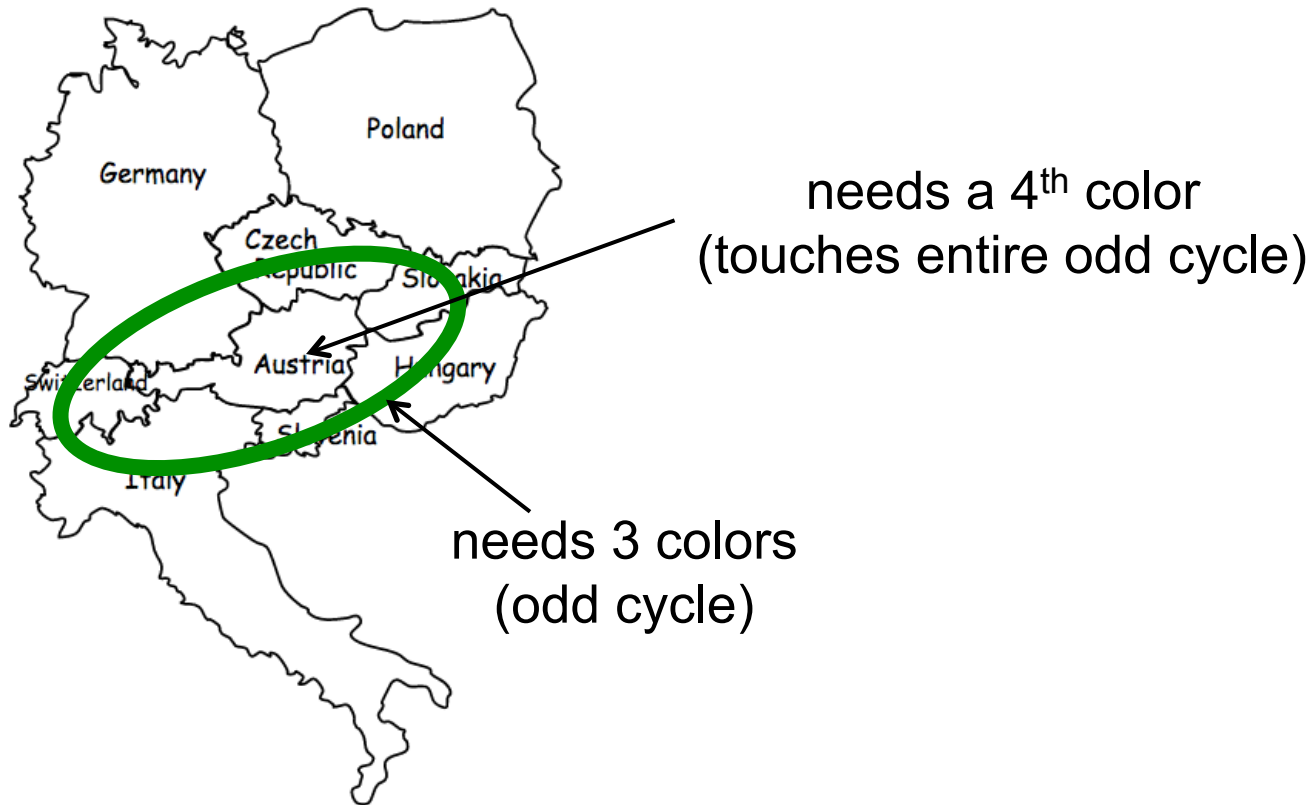 Poland
Germany
needs a 4th color
(touches entire odd cycle)
Czech
Republic
Slovakia
Austria
Hungary
Switzerland
Slovenia
Italy
needs 3 colors
(odd cycle)